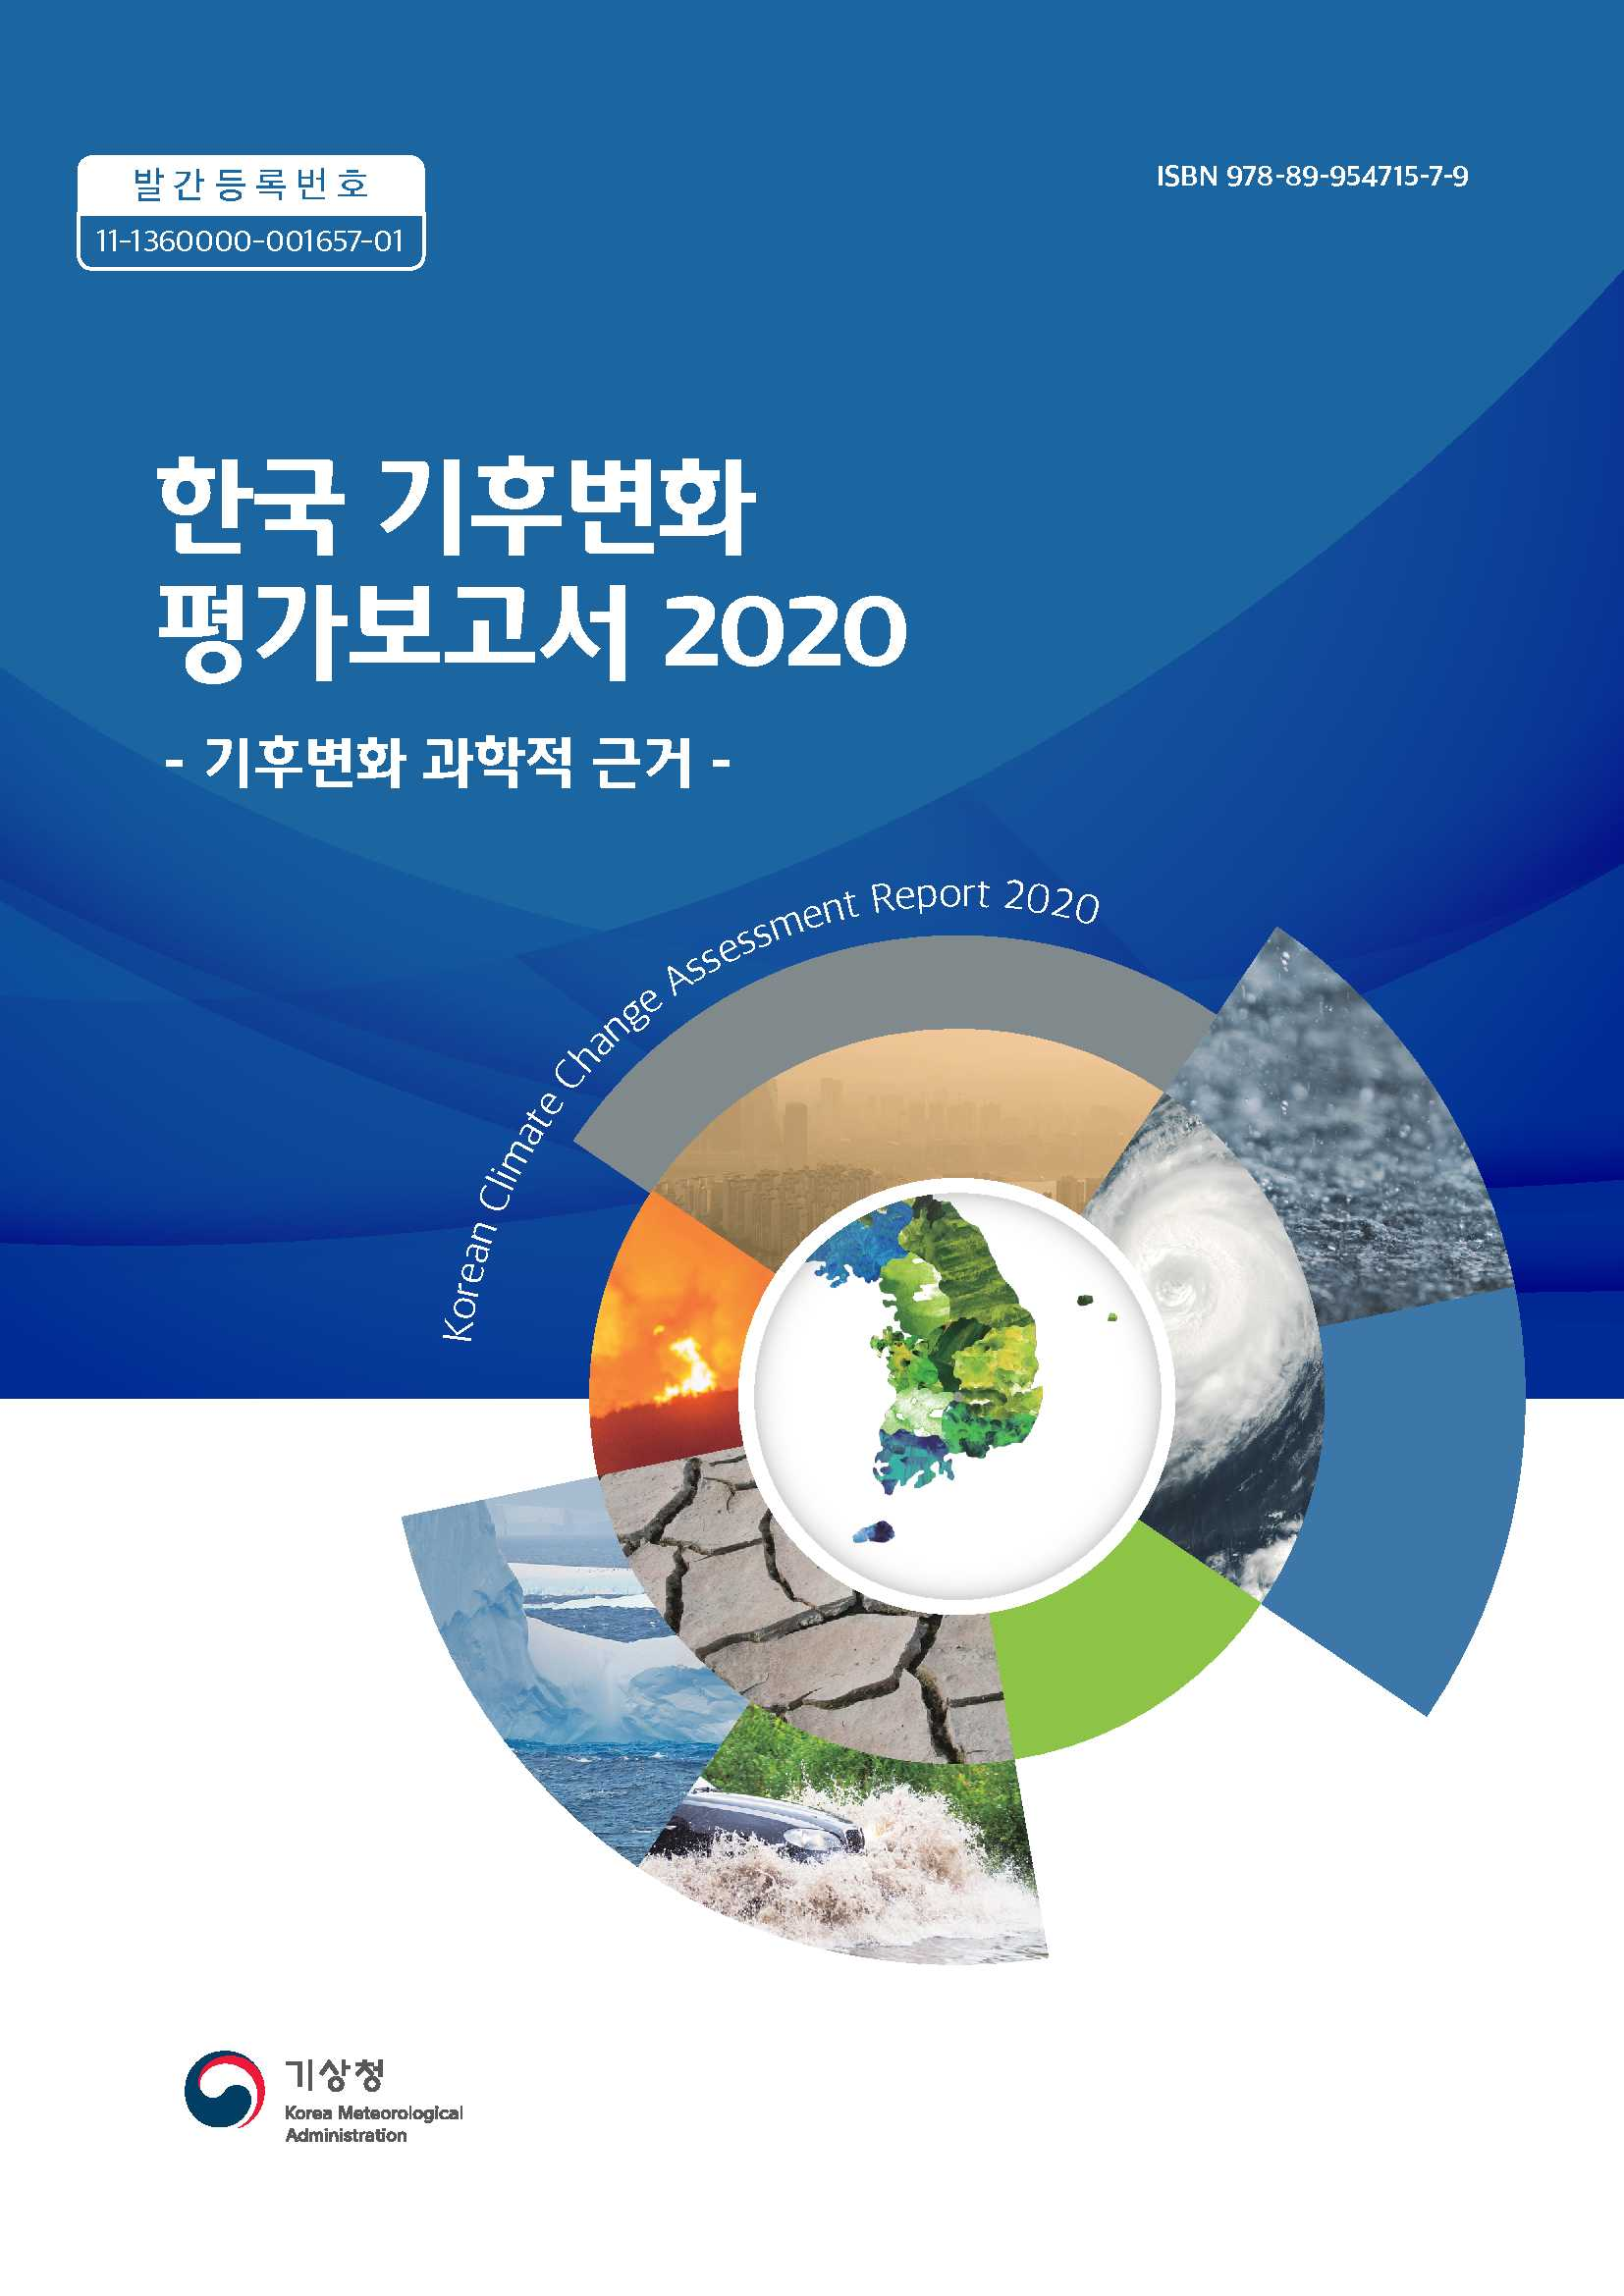 발간등록번호
11-1360000-001657-01
ISBN 978-89-954715-7-9
한국 기후변화
평가보고서 2020
- 기후변화 과학적 근거 -
Korean Climate Change Assessment Report 2020
기상청
Korea Meteorological
Administration